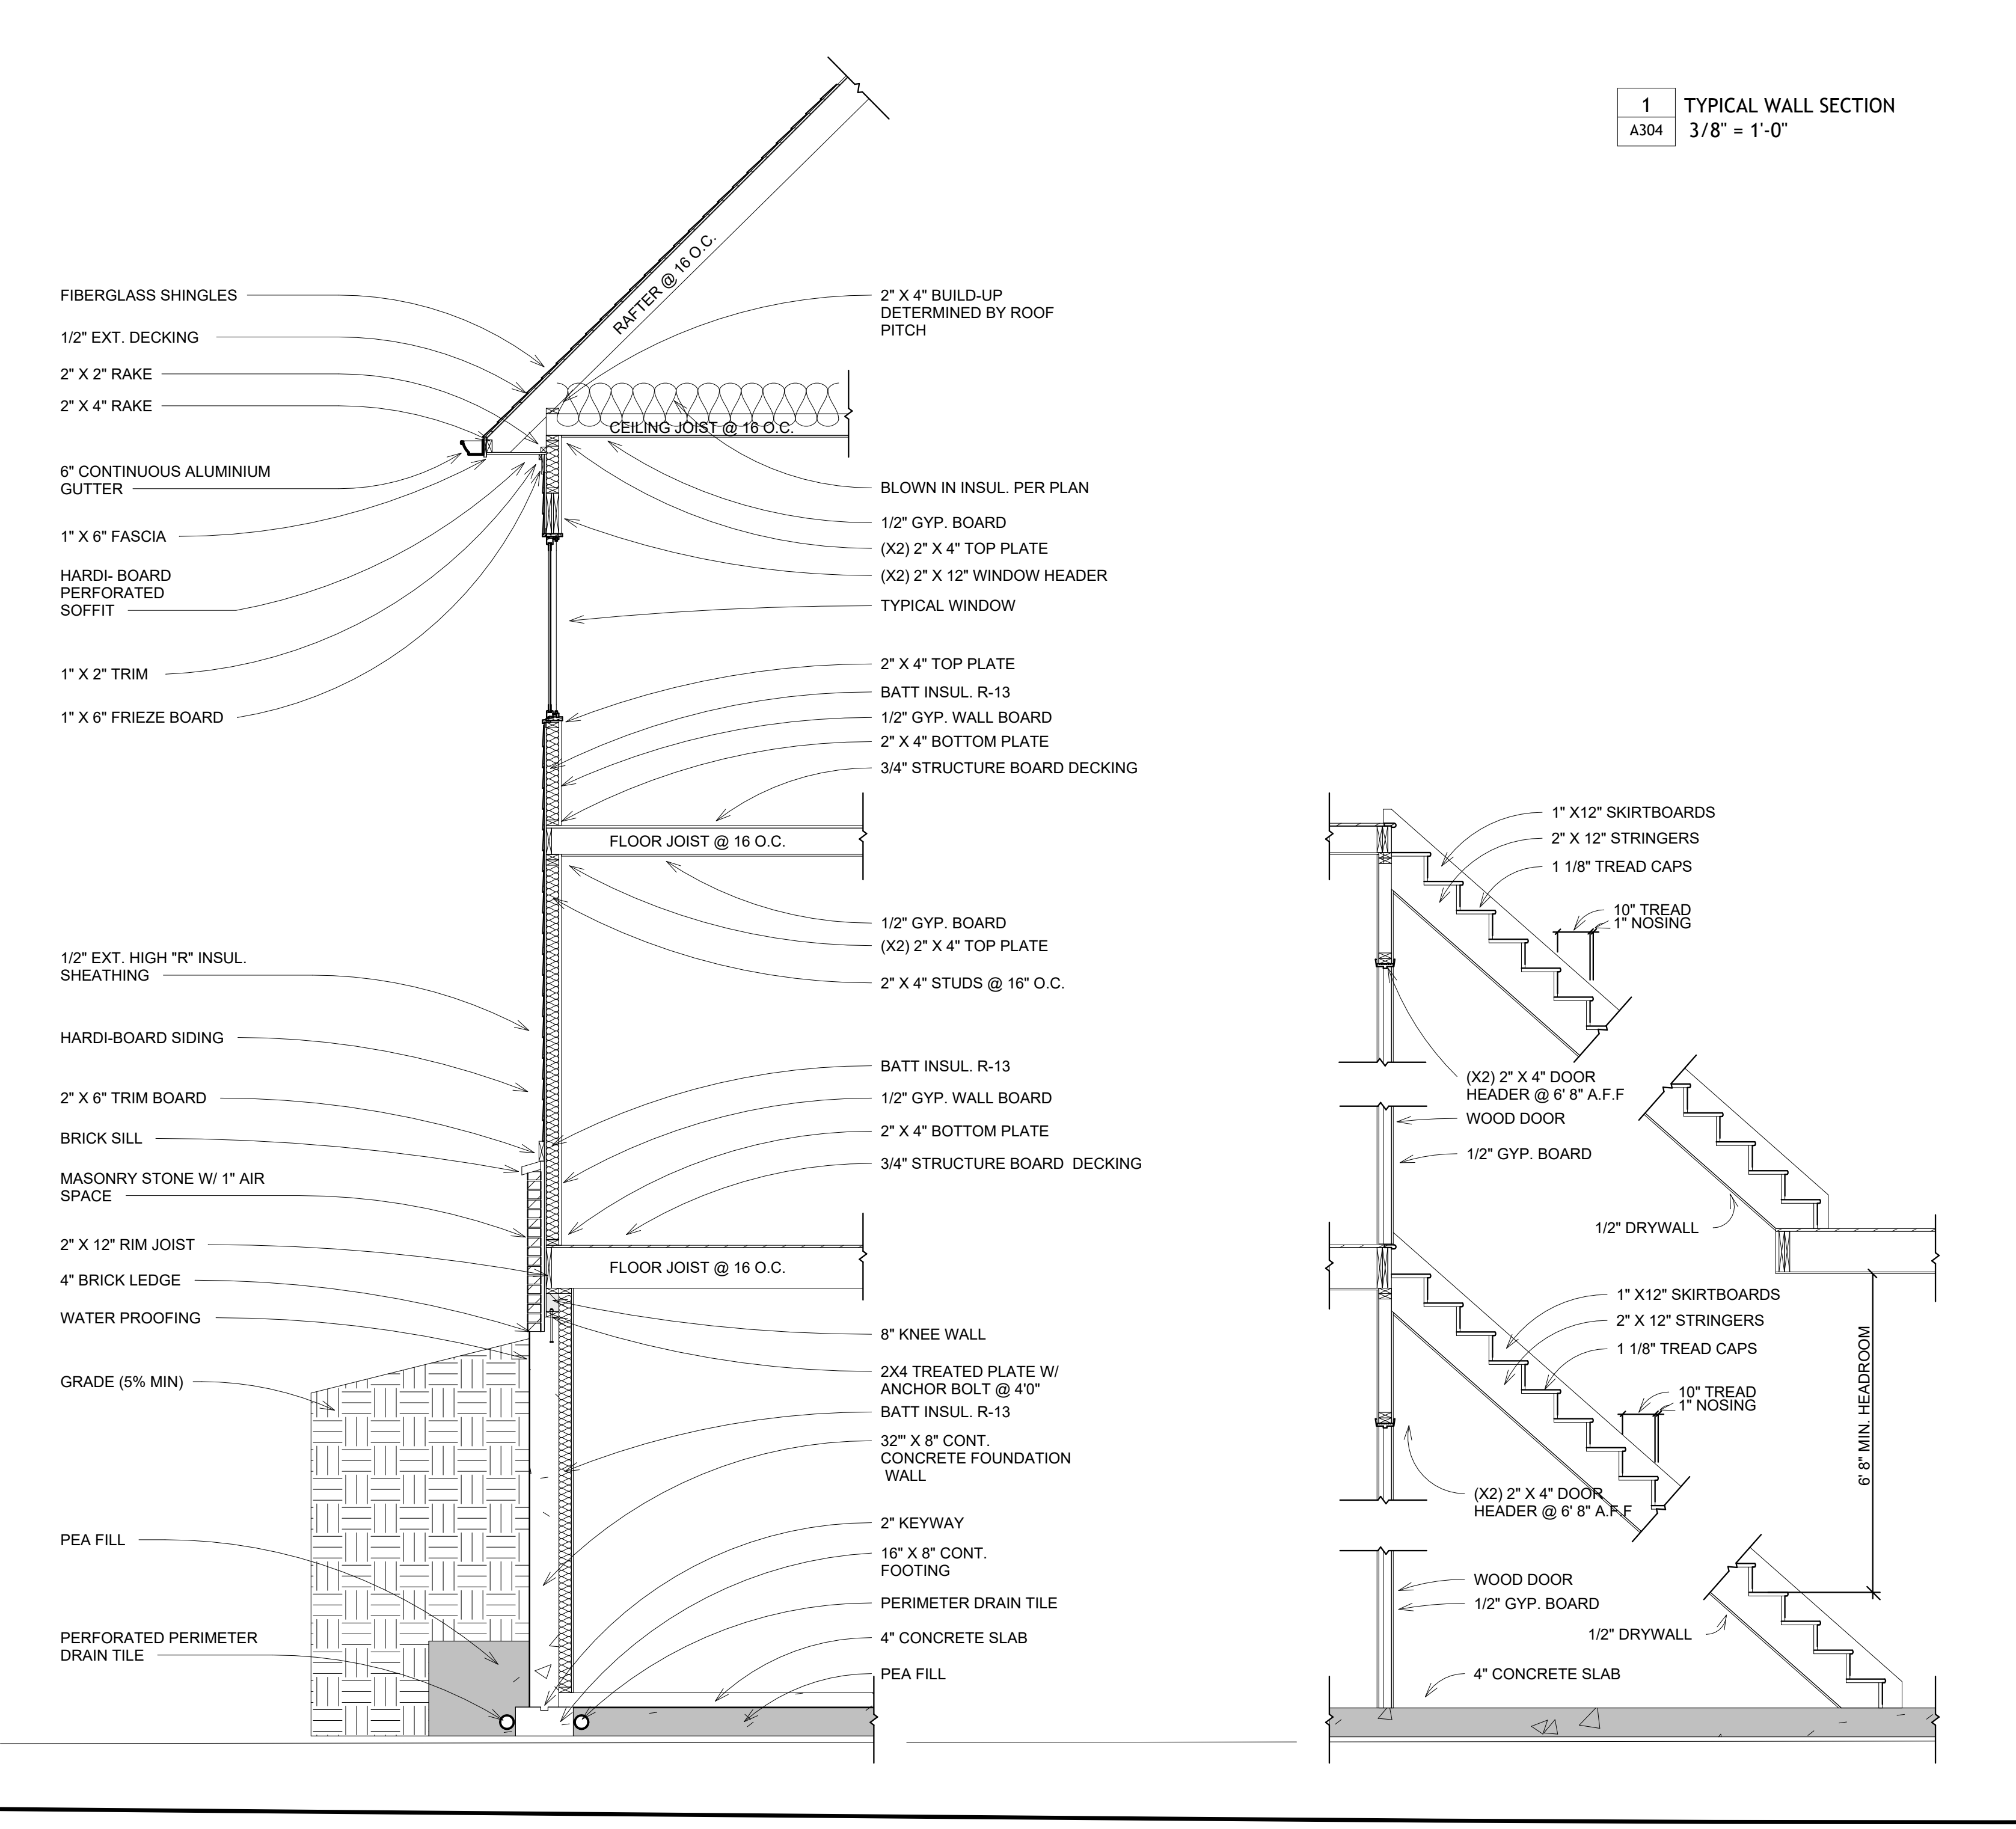 1
TYPICAL WALL SECTION
A304
3/8" = 1'-0"
FIBERGLASS SHINGLES
1/2" EXT. DECKING
2" X 2" RAKE
2" X 4" RAKE
6" CONTINUOUS ALUMINIUM
GUTTER
1" X 6" FASCIA
HARDI- BOARD
PERFORATED
SOFFIT
1" X 2" TRIM
1" X 6" FRIEZE BOARD
1/2" EXT. HIGH "R" INSUL.
SHEATHING
HARDI-BOARD SIDING
2" X 6" TRIM BOARD
BRICK SILL
MASONRY STONE W/ 1" AIR
SPACE
2" X 12" RIM JOIST
4" BRICK LEDGE
WATER PROOFING
GRADE (5% MIN)
PEA FILL
PERFORATED PERIMETER
DRAIN TILE
RAFTER @ 16 O.C.
CEILING JOIST @ 16 O.C.
FLOOR JOIST @ 16 O.C.
FLOOR JOIST @ 16 O.C.
2" X 4" BUILD-UP
DETERMINED BY ROOF
PITCH
BLOWN IN INSUL. PER PLAN
1/2" GYP. BOARD
(X2) 2" X 4" TOP PLATE
(X2) 2" X 12" WINDOW HEADER
TYPICAL WINDOW
2" X 4" TOP PLATE
BATT INSUL. R-13
1/2" GYP. WALL BOARD
2" X 4" BOTTOM PLATE
3/4" STRUCTURE BOARD DECKING
1/2" GYP. BOARD
(X2) 2" X 4" TOP PLATE
2" X 4" STUDS @ 16" O.C.
BATT INSUL. R-13
1/2" GYP. WALL BOARD
2" X 4" BOTTOM PLATE
3/4" STRUCTURE BOARD DECKING
8" KNEE WALL
2X4 TREATED PLATE W/
ANCHOR BOLT @ 4'0"
BATT INSUL. R-13
32"' X 8" CONT.
CONCRETE FOUNDATION
WALL
2" KEYWAY
16" X 8" CONT.
FOOTING
PERIMETER DRAIN TILE
4" CONCRETE SLAB
PEA FILL
1" X12" SKIRTBOARDS
2" X 12" STRINGERS
1 1/8" TREAD CAPS
10" TREAD
1" NOSING
(X2) 2" X 4" DOOR
HEADER @ 6' 8" A.F.F
WOOD DOOR
1/2" GYP. BOARD
1/2" DRYWALL
1" X12" SKIRTBOARDS
2" X 12" STRINGERS
1 1/8" TREAD CAPS
10" TREAD
1" NOSING
6' 8" MIN. HEADROOM
(X2) 2" X 4" DOOR
HEADER @ 6' 8" A.F.F
WOOD DOOR
1/2" GYP. BOARD
1/2" DRYWALL
4" CONCRETE SLAB